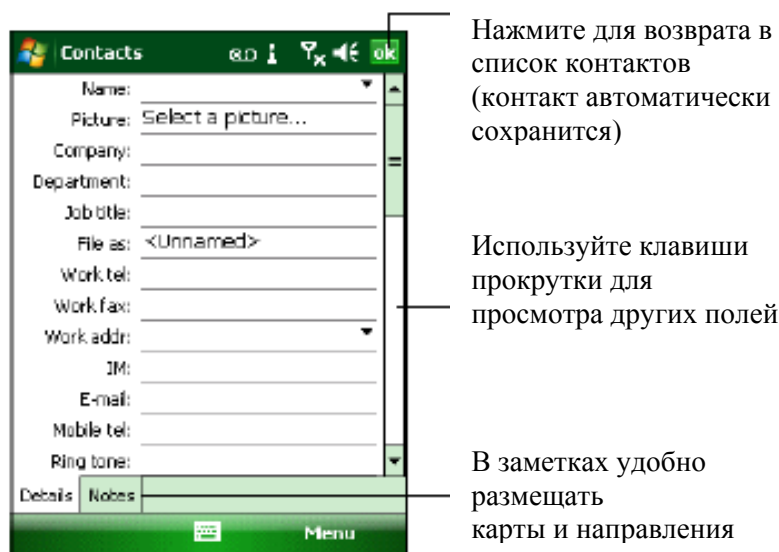 Contacts
ok
Name:
Picture: Select a picture...
Company:
Department:
Job title:
File as: <Unnamed>
Work tel:
Work fax:
Work addr:
IM:
E-mail:
Mobile tel:
Ring tone:
Details Notes
Menu
Нажмите для возврата в
список контактов
(контакт автоматически
сохранится)
Используйте клавиши
прокрутки для
просмотра других полей
В заметках удобно
размещать
карты и направления